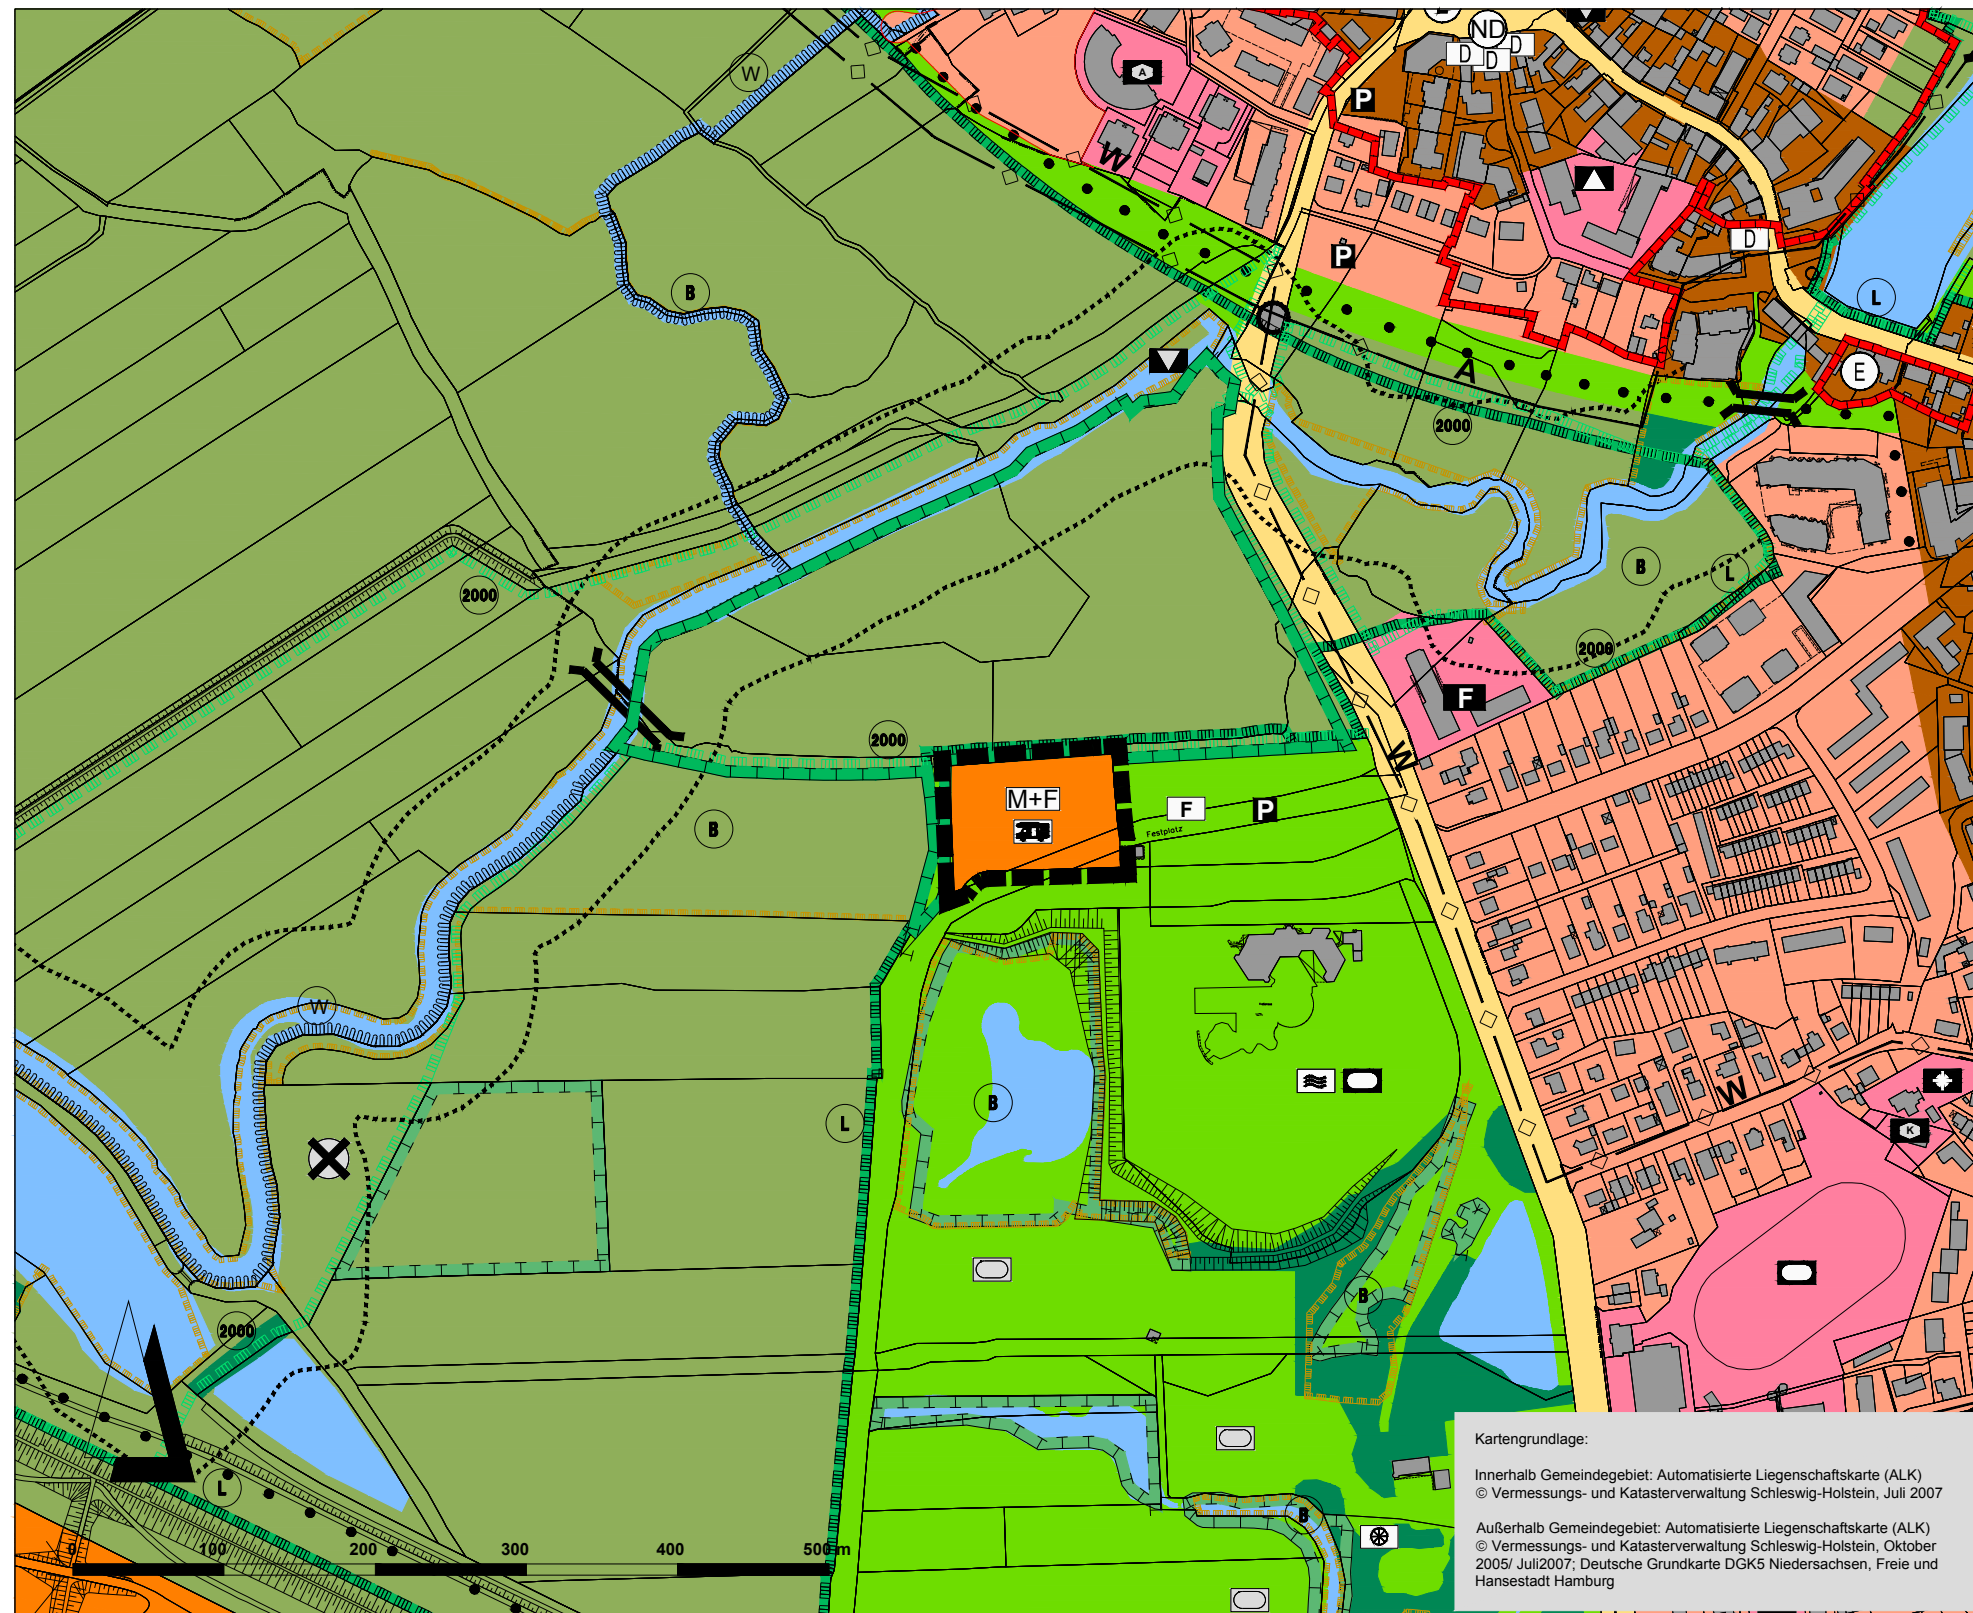 W
A
ND
D
D
D
P
W
B
D
P
L
E
A
2000
2000
B
L
2000
F
2000
W
M+F
F
P
Festplatz
B
W
B
W
L
K
B
2000
L
B
0 100 200 300 400 500 m
Kartengrundlage:
Innerhalb Gemeindegebiet: Automatisierte Liegenschaftskarte (ALK)
© Vermessungs- und Katasterverwaltung Schleswig-Holstein, Juli 2007
Außerhalb Gemeindegebiet: Automatisierte Liegenschaftskarte (ALK)
© Vermessungs- und Katasterverwaltung Schleswig-Holstein, Oktober
2005/ Juli2007; Deutsche Grundkarte DGK5 Niedersachsen, Freie und
Hansestadt Hamburg